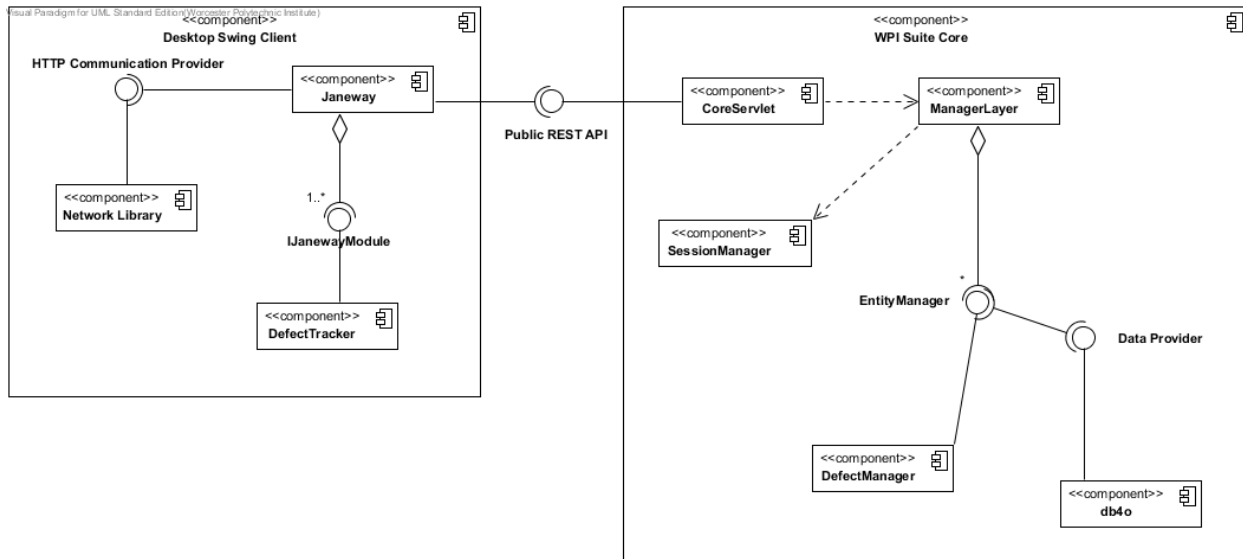 Visual Paradigm for UML Standard Edition(Worcester Polytechnic Institute)
<<component>>
Desktop Swing Client
HTTP Communication Provider
<<component>>
Janeway
<<component>>
Network Library
1..*
IJanewayModule
<<component>>
DefectTracker
Public REST API
<<component>>
WPI Suite Core
<<component>>
CoreServlet
<<component>>
ManagerLayer
<<component>>
SessionManager
*
EntityManager
Data Provider
<<component>>
DefectManager
<<component>>
db4o